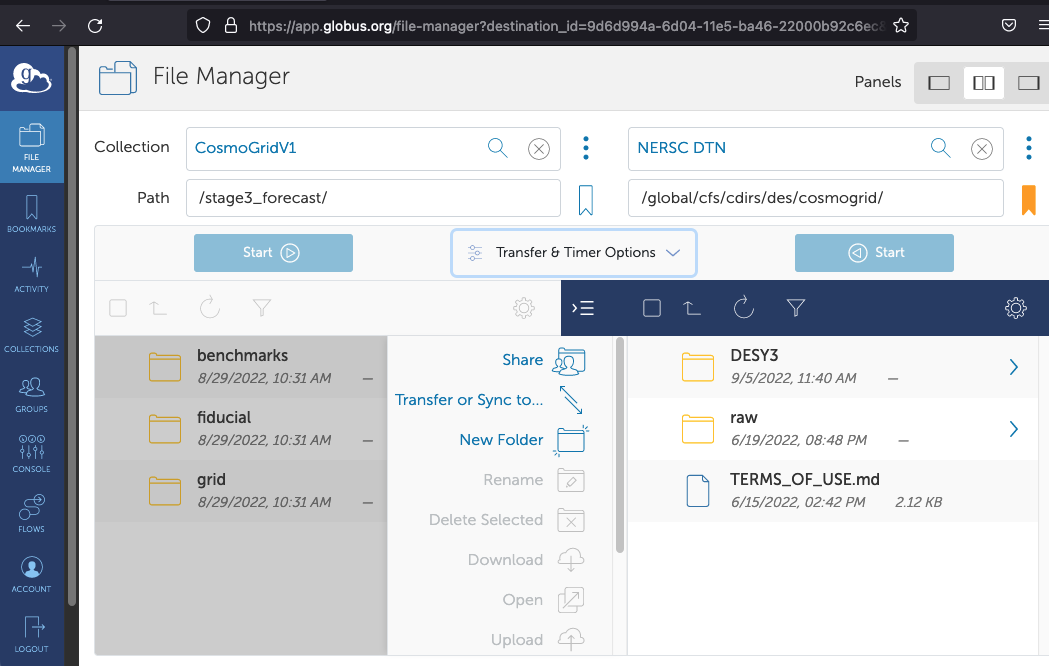 https://app.globus.org/file-manager?destination_id=9d6d994a-6d04-11e5-ba46-22000b92c6ec
File Manager
Panels
FILE
MANAGER
BOOKMARKS
ACTIVITY
COLLECTIONS
GROUPS
CONSOLE
FLOWS
ACCOUNT
LOGOUT
Collection
CosmoGridV1
NERSC DTN
Path
/stage3_forecast/
/global/cfs/cdirs/des/cosmogrid/
Start
Transfer & Timer Options
Start
benchmarks
8/29/2022, 10:31 AM —
fiducial
8/29/2022, 10:31 AM —
grid
8/29/2022, 10:31 AM —
Share
Transfer or Sync to...
New Folder
Rename
Delete Selected
Download
Open
Upload
DESY3
9/5/2022, 11:40 AM —
raw
6/19/2022, 08:48 PM —
TERMS_OF_USE.md
6/15/2022, 02:42 PM 2.12 KB